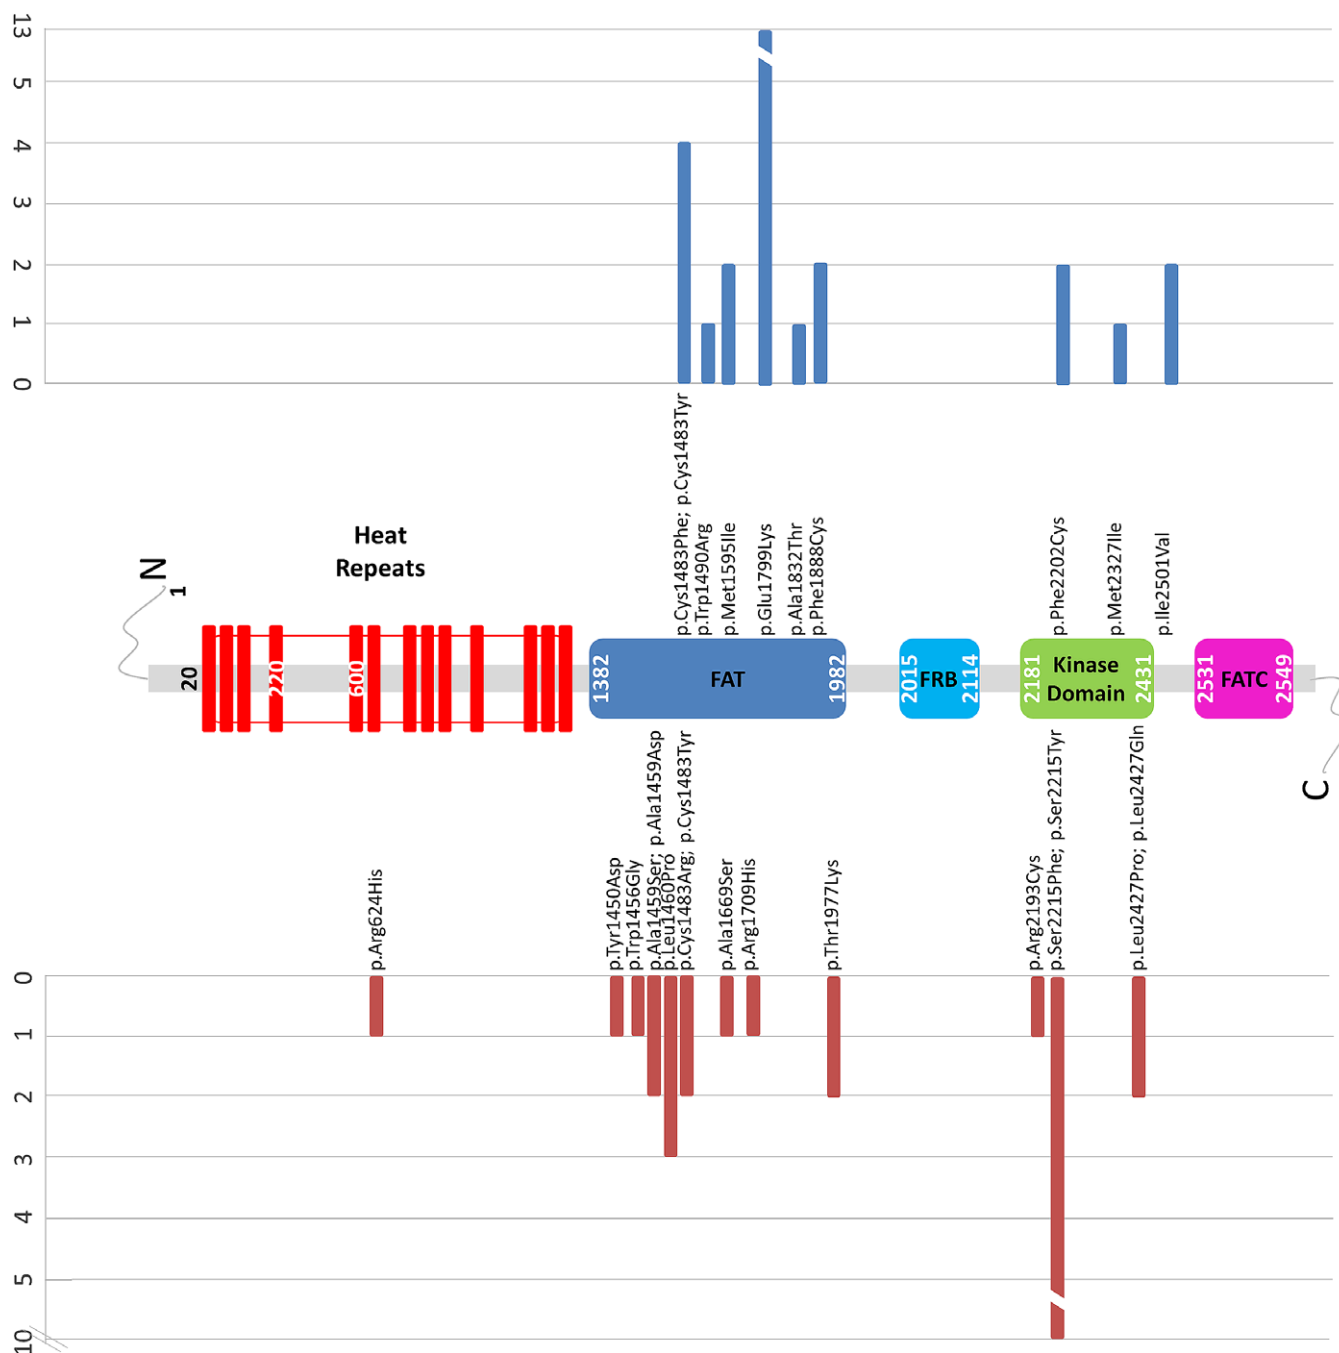 13
5
4
3
2
1
0
p.Cys1483Phe; p.Cys1483Tyr
p.Trp1490Arg
p.Met1595Ile
p.Glu1799Lys
p.Ala1832Thr
p.Phe1888Cys
p.Phe2202Cys
p.Met2327Ile
p.Ile2501Val
Heat
Repeats
N
1
20
220
600
1382
FAT
1982
2015
FRB
2114
2181
Kinase
Domain
2431
2531
FATC
2549
C
p.Arg624His
p.Tyr1450Asp
p.Trp1456Gly
p.Ala1459Ser; p.Ala1459Asp
p.Leu1460Pro
p.Cys1483Arg; p.Cys1483Tyr
p.Ala1669Ser
p.Arg1709His
p.Thr1977Lys
p.Arg2193Cys
p.Ser2215Phe; p.Ser2215Tyr
p.Leu2427Pro; p.Leu2427Gln
0
1
2
3
4
5
10